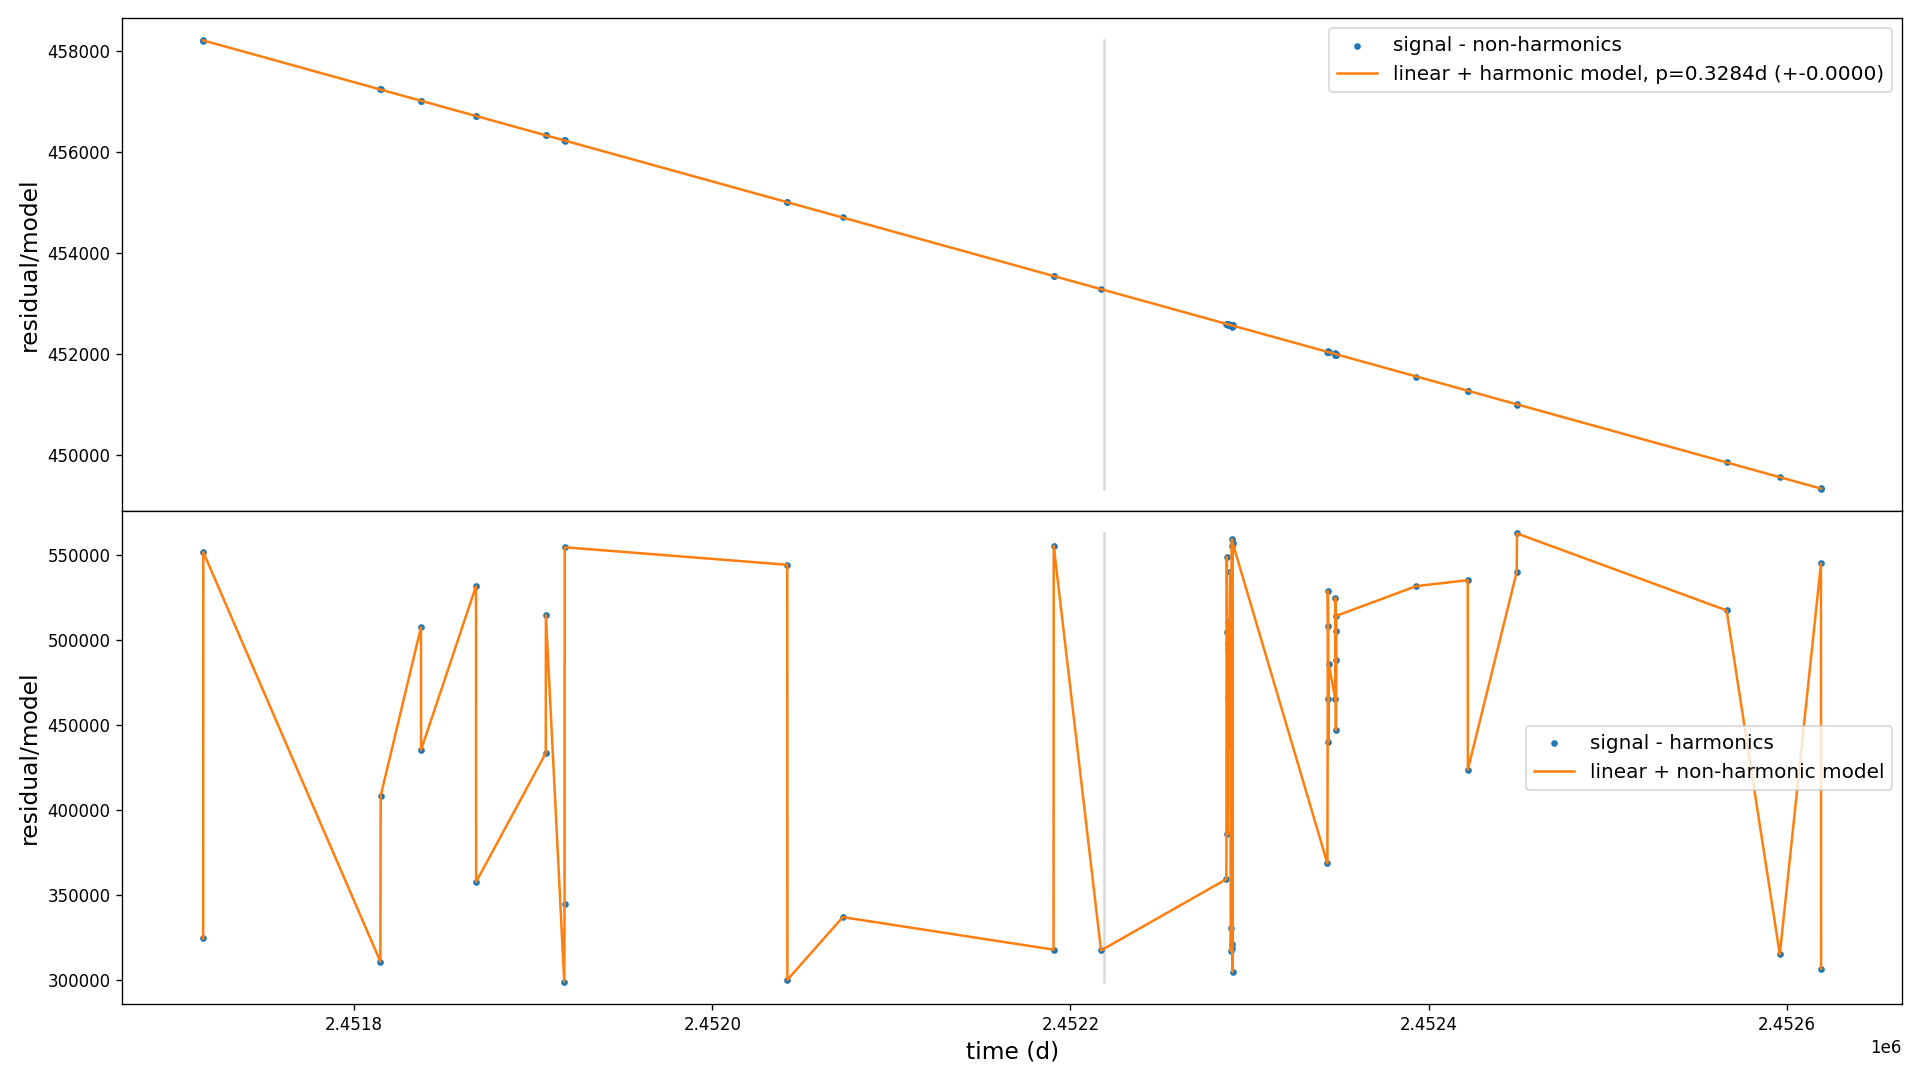 458000
456000
454000
452000
450000
residual/model
signal - non-harmonics
linear + harmonic model, p=0.3284d (+-0.0000)
550000
500000
450000
400000
350000
300000
residual/model
signal - harmonics
linear + non-harmonic model
2.4518
2.4520
2.4522
2.4524
2.4526
1e6
time (d)